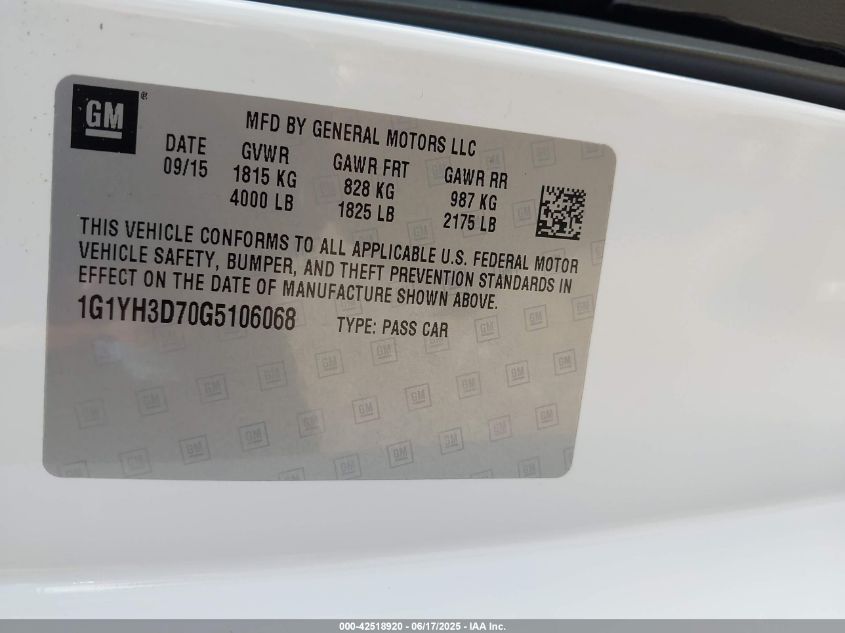 GM®
MFD BY GENERAL MOTORS LLC
DATE GVWR GAWR FRT GAWR RR
09/15 1815 KG 828 KG 987 KG
4000 LB 1825 LB 2175 LB
THIS VEHICLE CONFORMS TO ALL APPLICABLE U.S. FEDERAL MOTOR
VEHICLE SAFETY, BUMPER, AND THEFT PREVENTION STANDARDS IN
EFFECT ON THE DATE OF MANUFACTURE SHOWN ABOVE.
1G1YH3D70G5106068 TYPE: PASS CAR
000-42518920 - 06/17/2025 - IAA Inc.